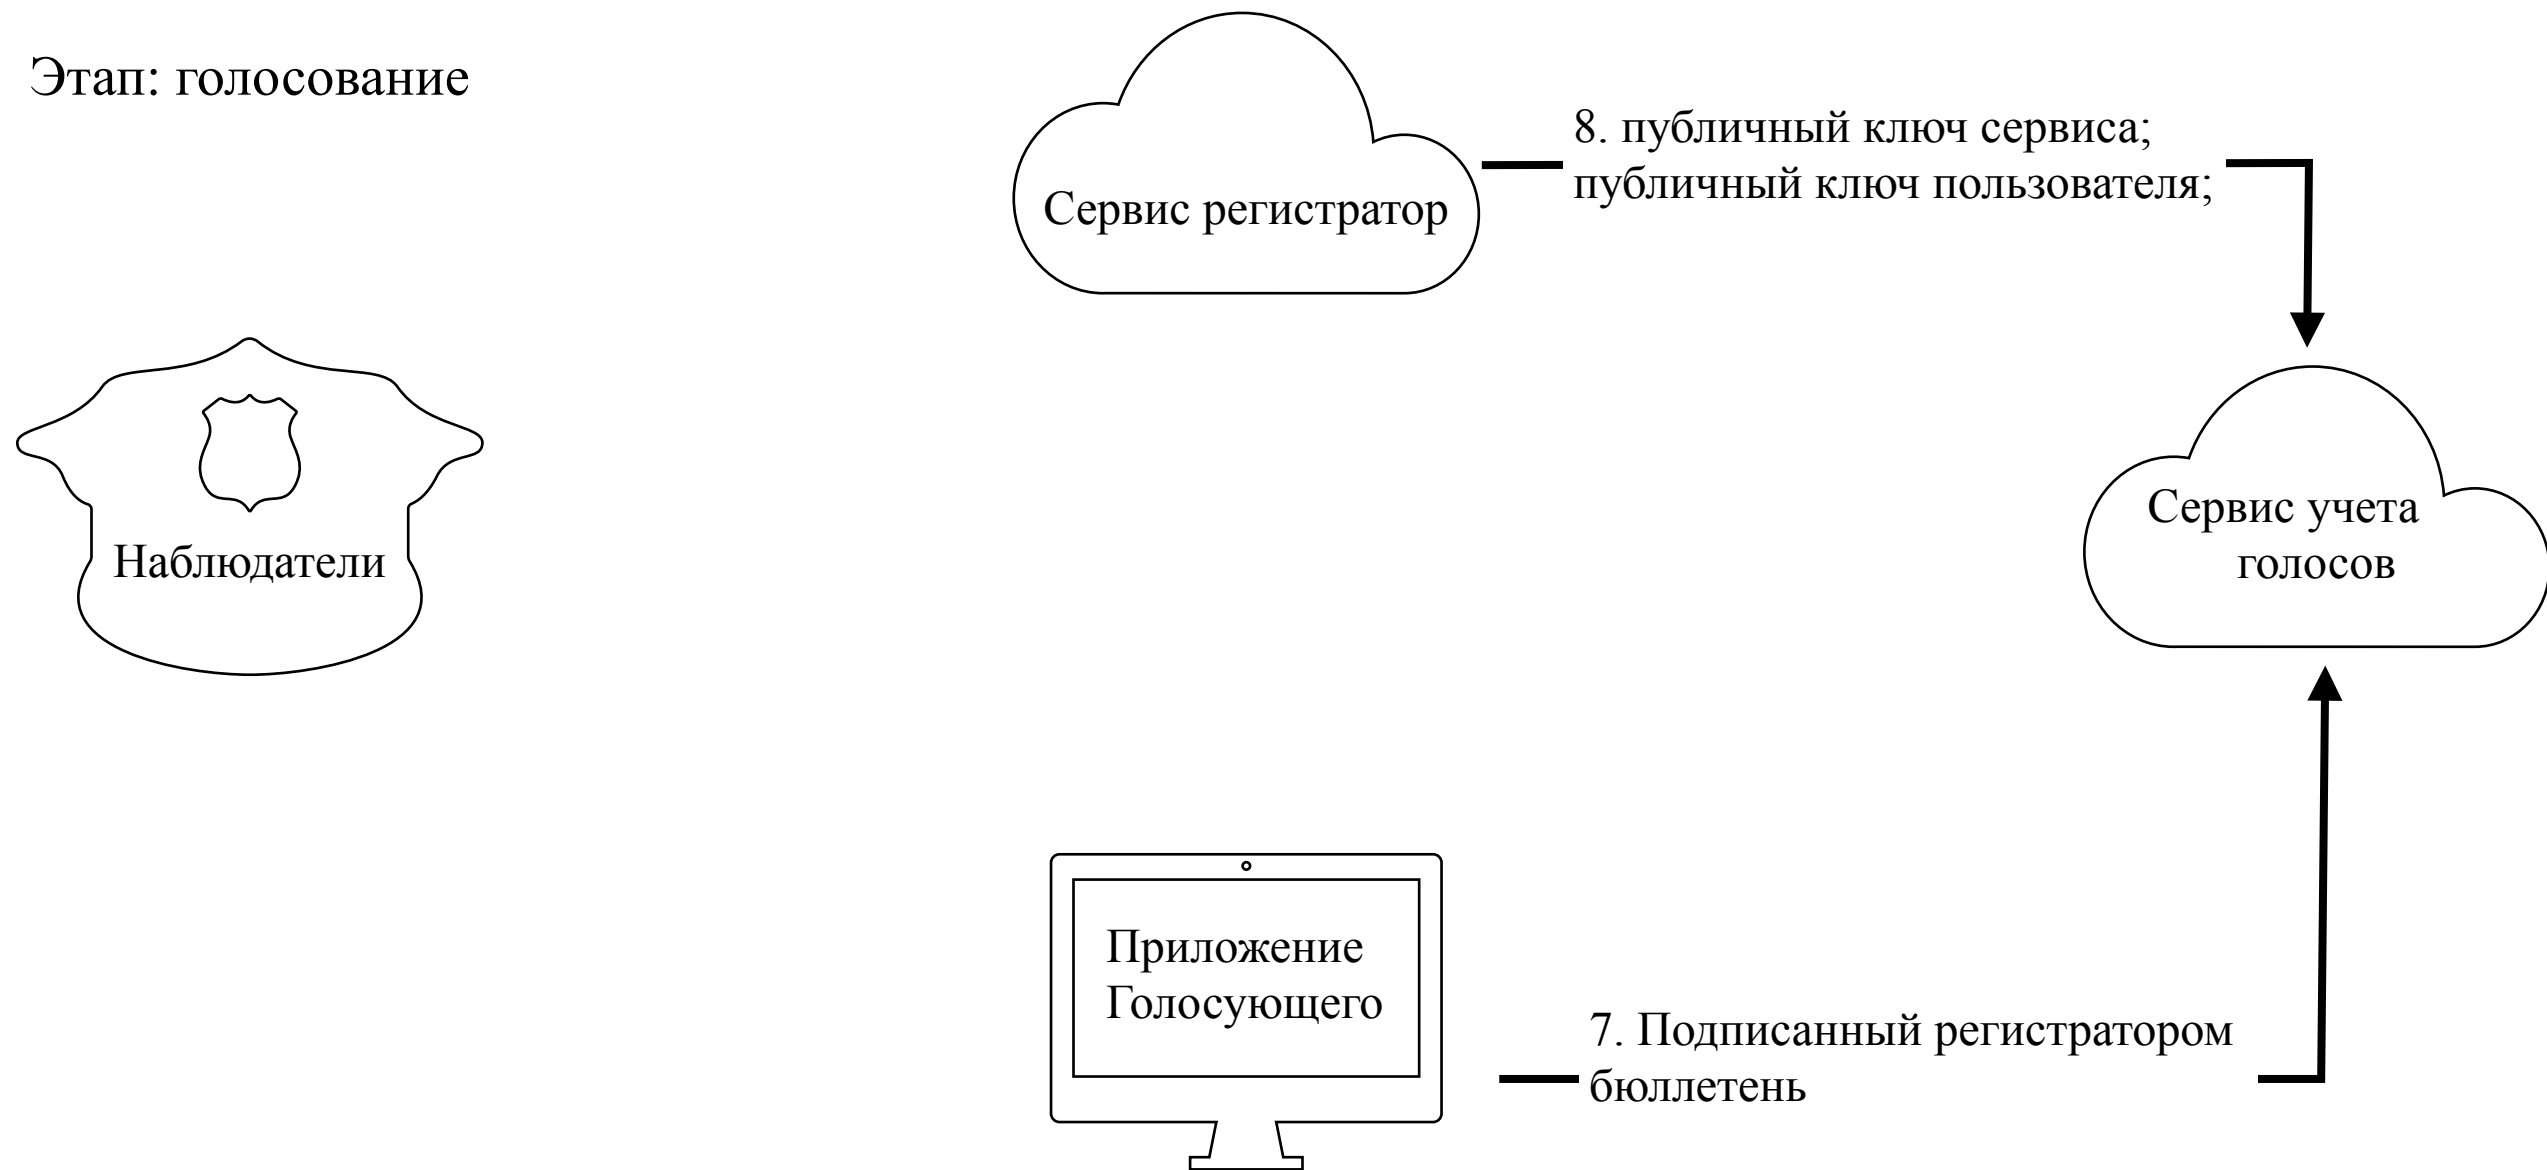 Этап: голосование
8. публичный ключ сервиса;
публичный ключ пользователя;
Сервис регистратор
Сервис учета
голосов
Наблюдатели
Приложение
Голосующего
7. Подписанный регистратором
бюллетень